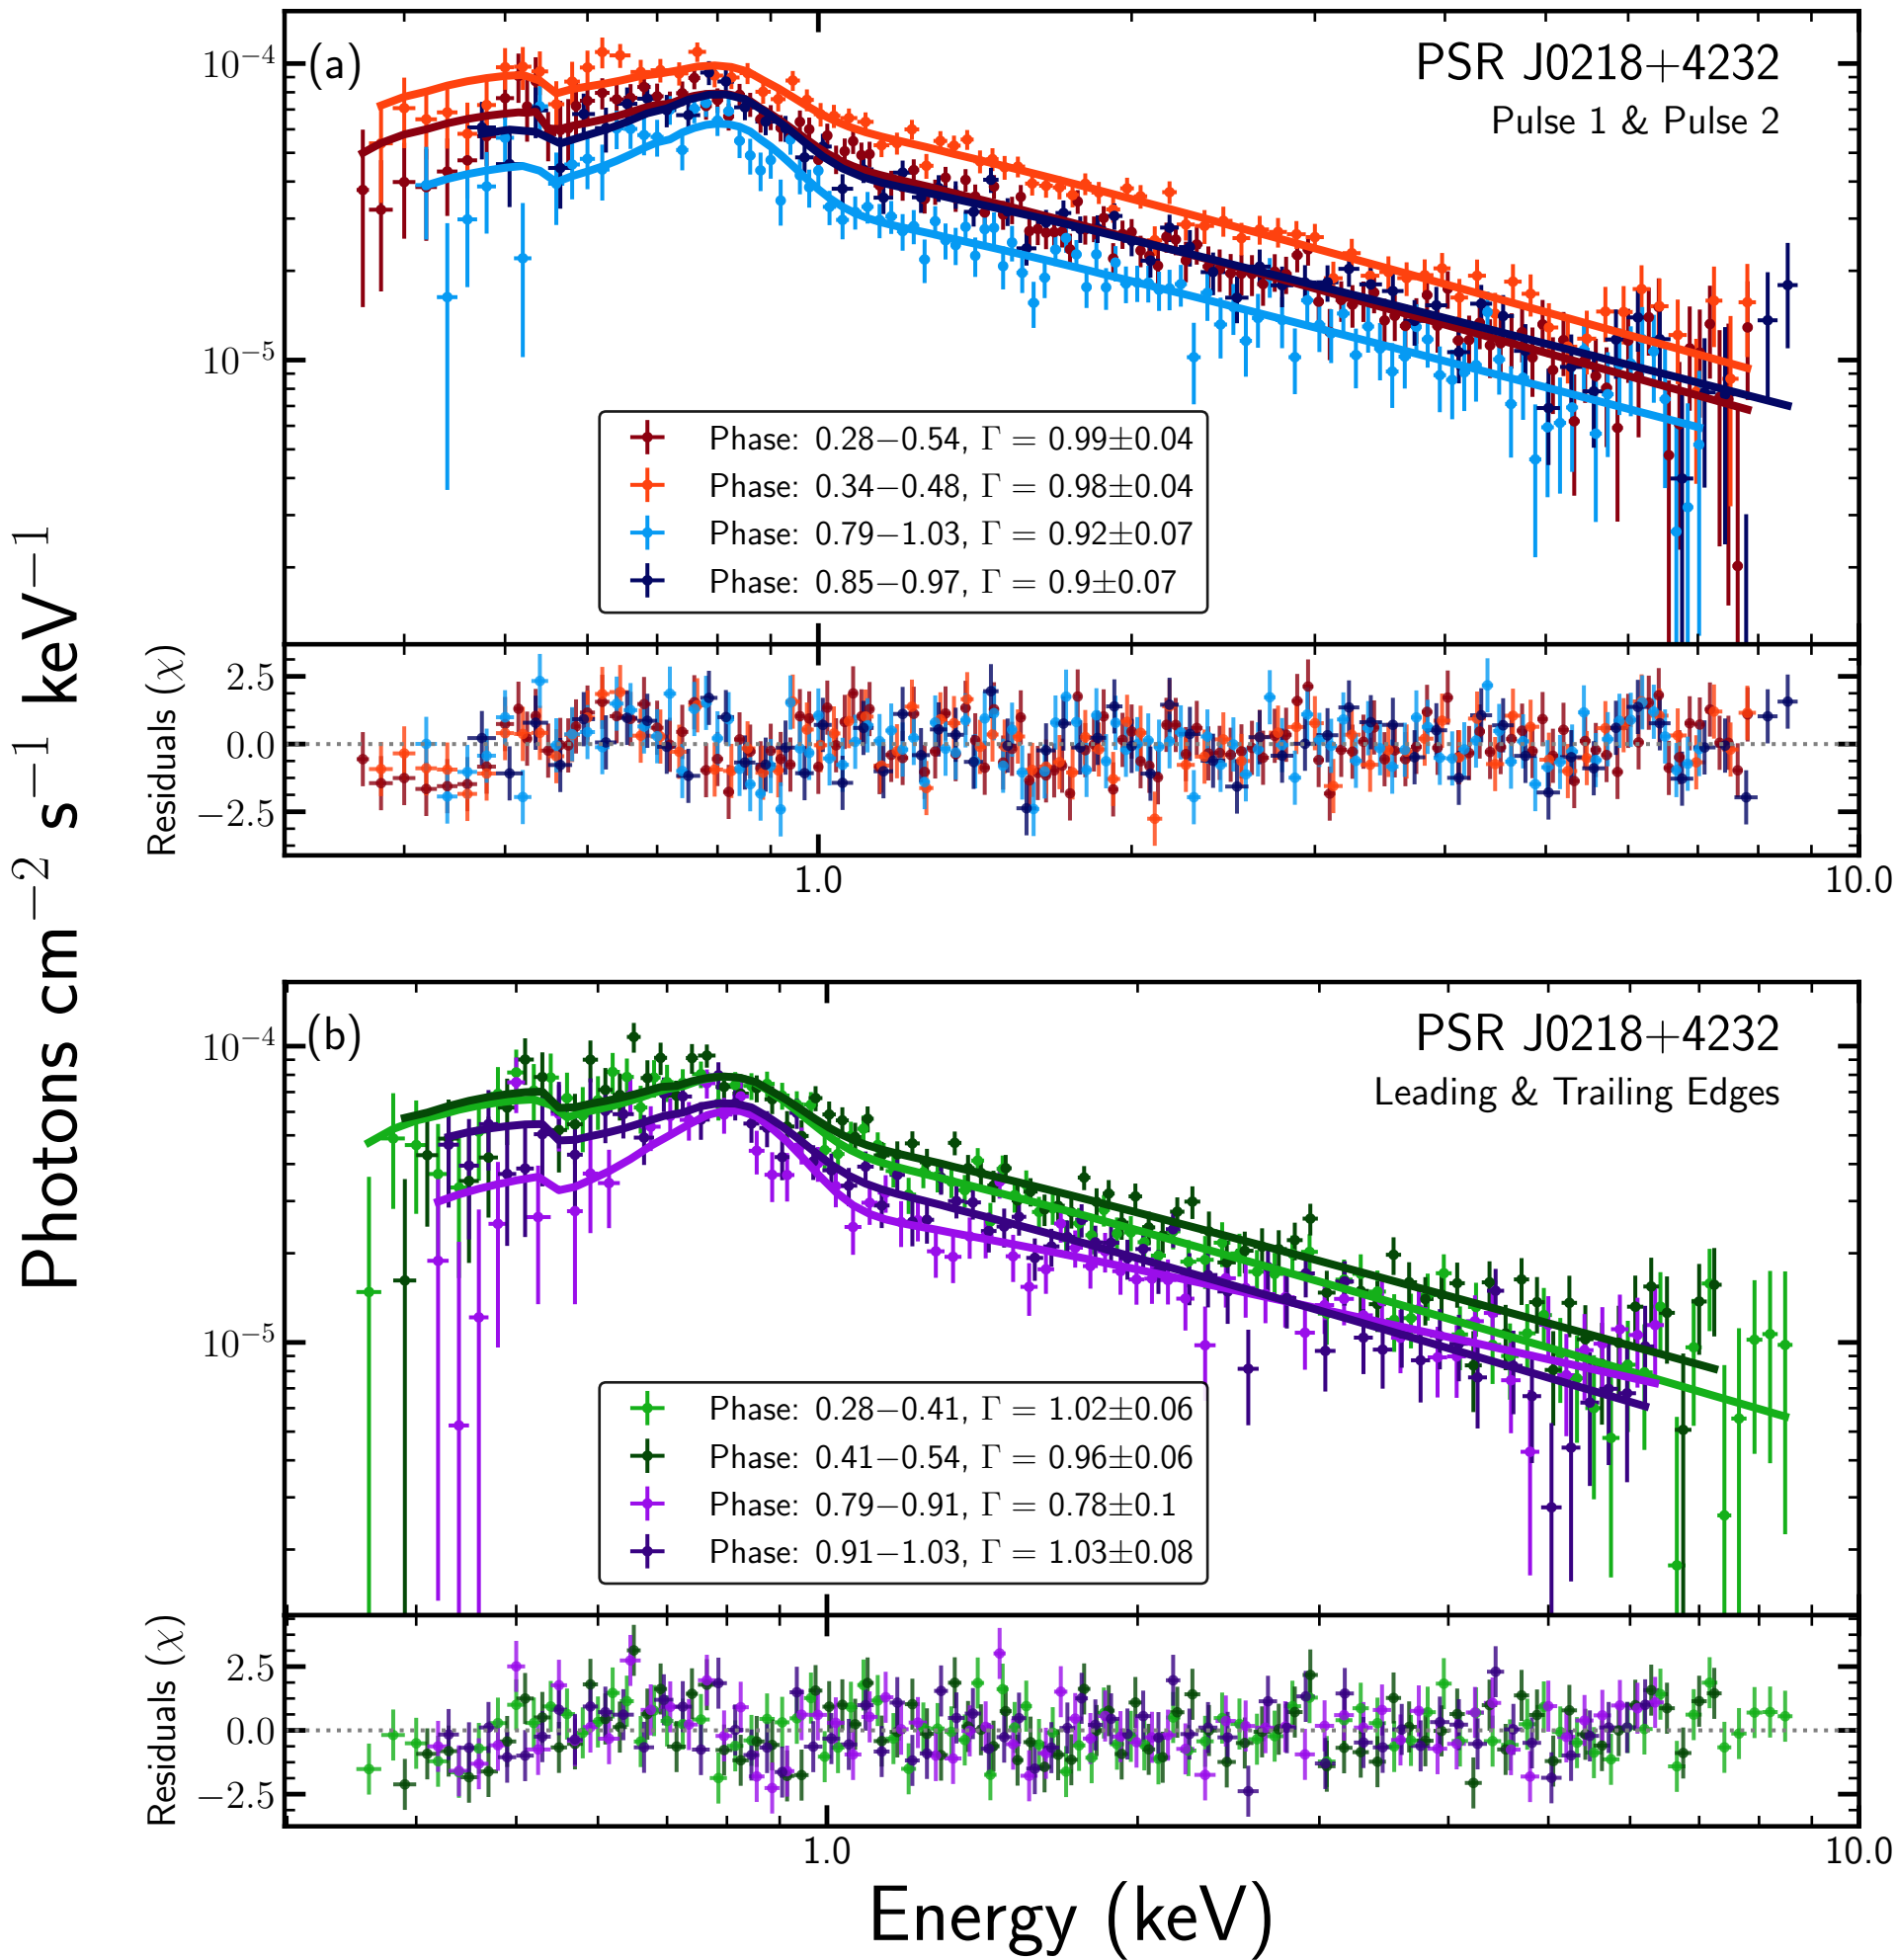 Photons cm⁻² s⁻¹ keV⁻¹
(a)
PSR J0218+4232
Pulse 1 & Pulse 2
10⁻⁴
10⁻⁵
Phase: 0.28−0.54, Γ = 0.99±0.04
Phase: 0.34−0.48, Γ = 0.98±0.04
Phase: 0.79−1.03, Γ = 0.92±0.07
Phase: 0.85−0.97, Γ = 0.9±0.07
Residuals (χ)
2.5
0.0
−2.5
1.0
10.0
(b)
PSR J0218+4232
Leading & Trailing Edges
10⁻⁴
10⁻⁵
Phase: 0.28−0.41, Γ = 1.02±0.06
Phase: 0.41−0.54, Γ = 0.96±0.06
Phase: 0.79−0.91, Γ = 0.78±0.1
Phase: 0.91−1.03, Γ = 1.03±0.08
Residuals (χ)
2.5
0.0
−2.5
1.0
10.0
Energy (keV)